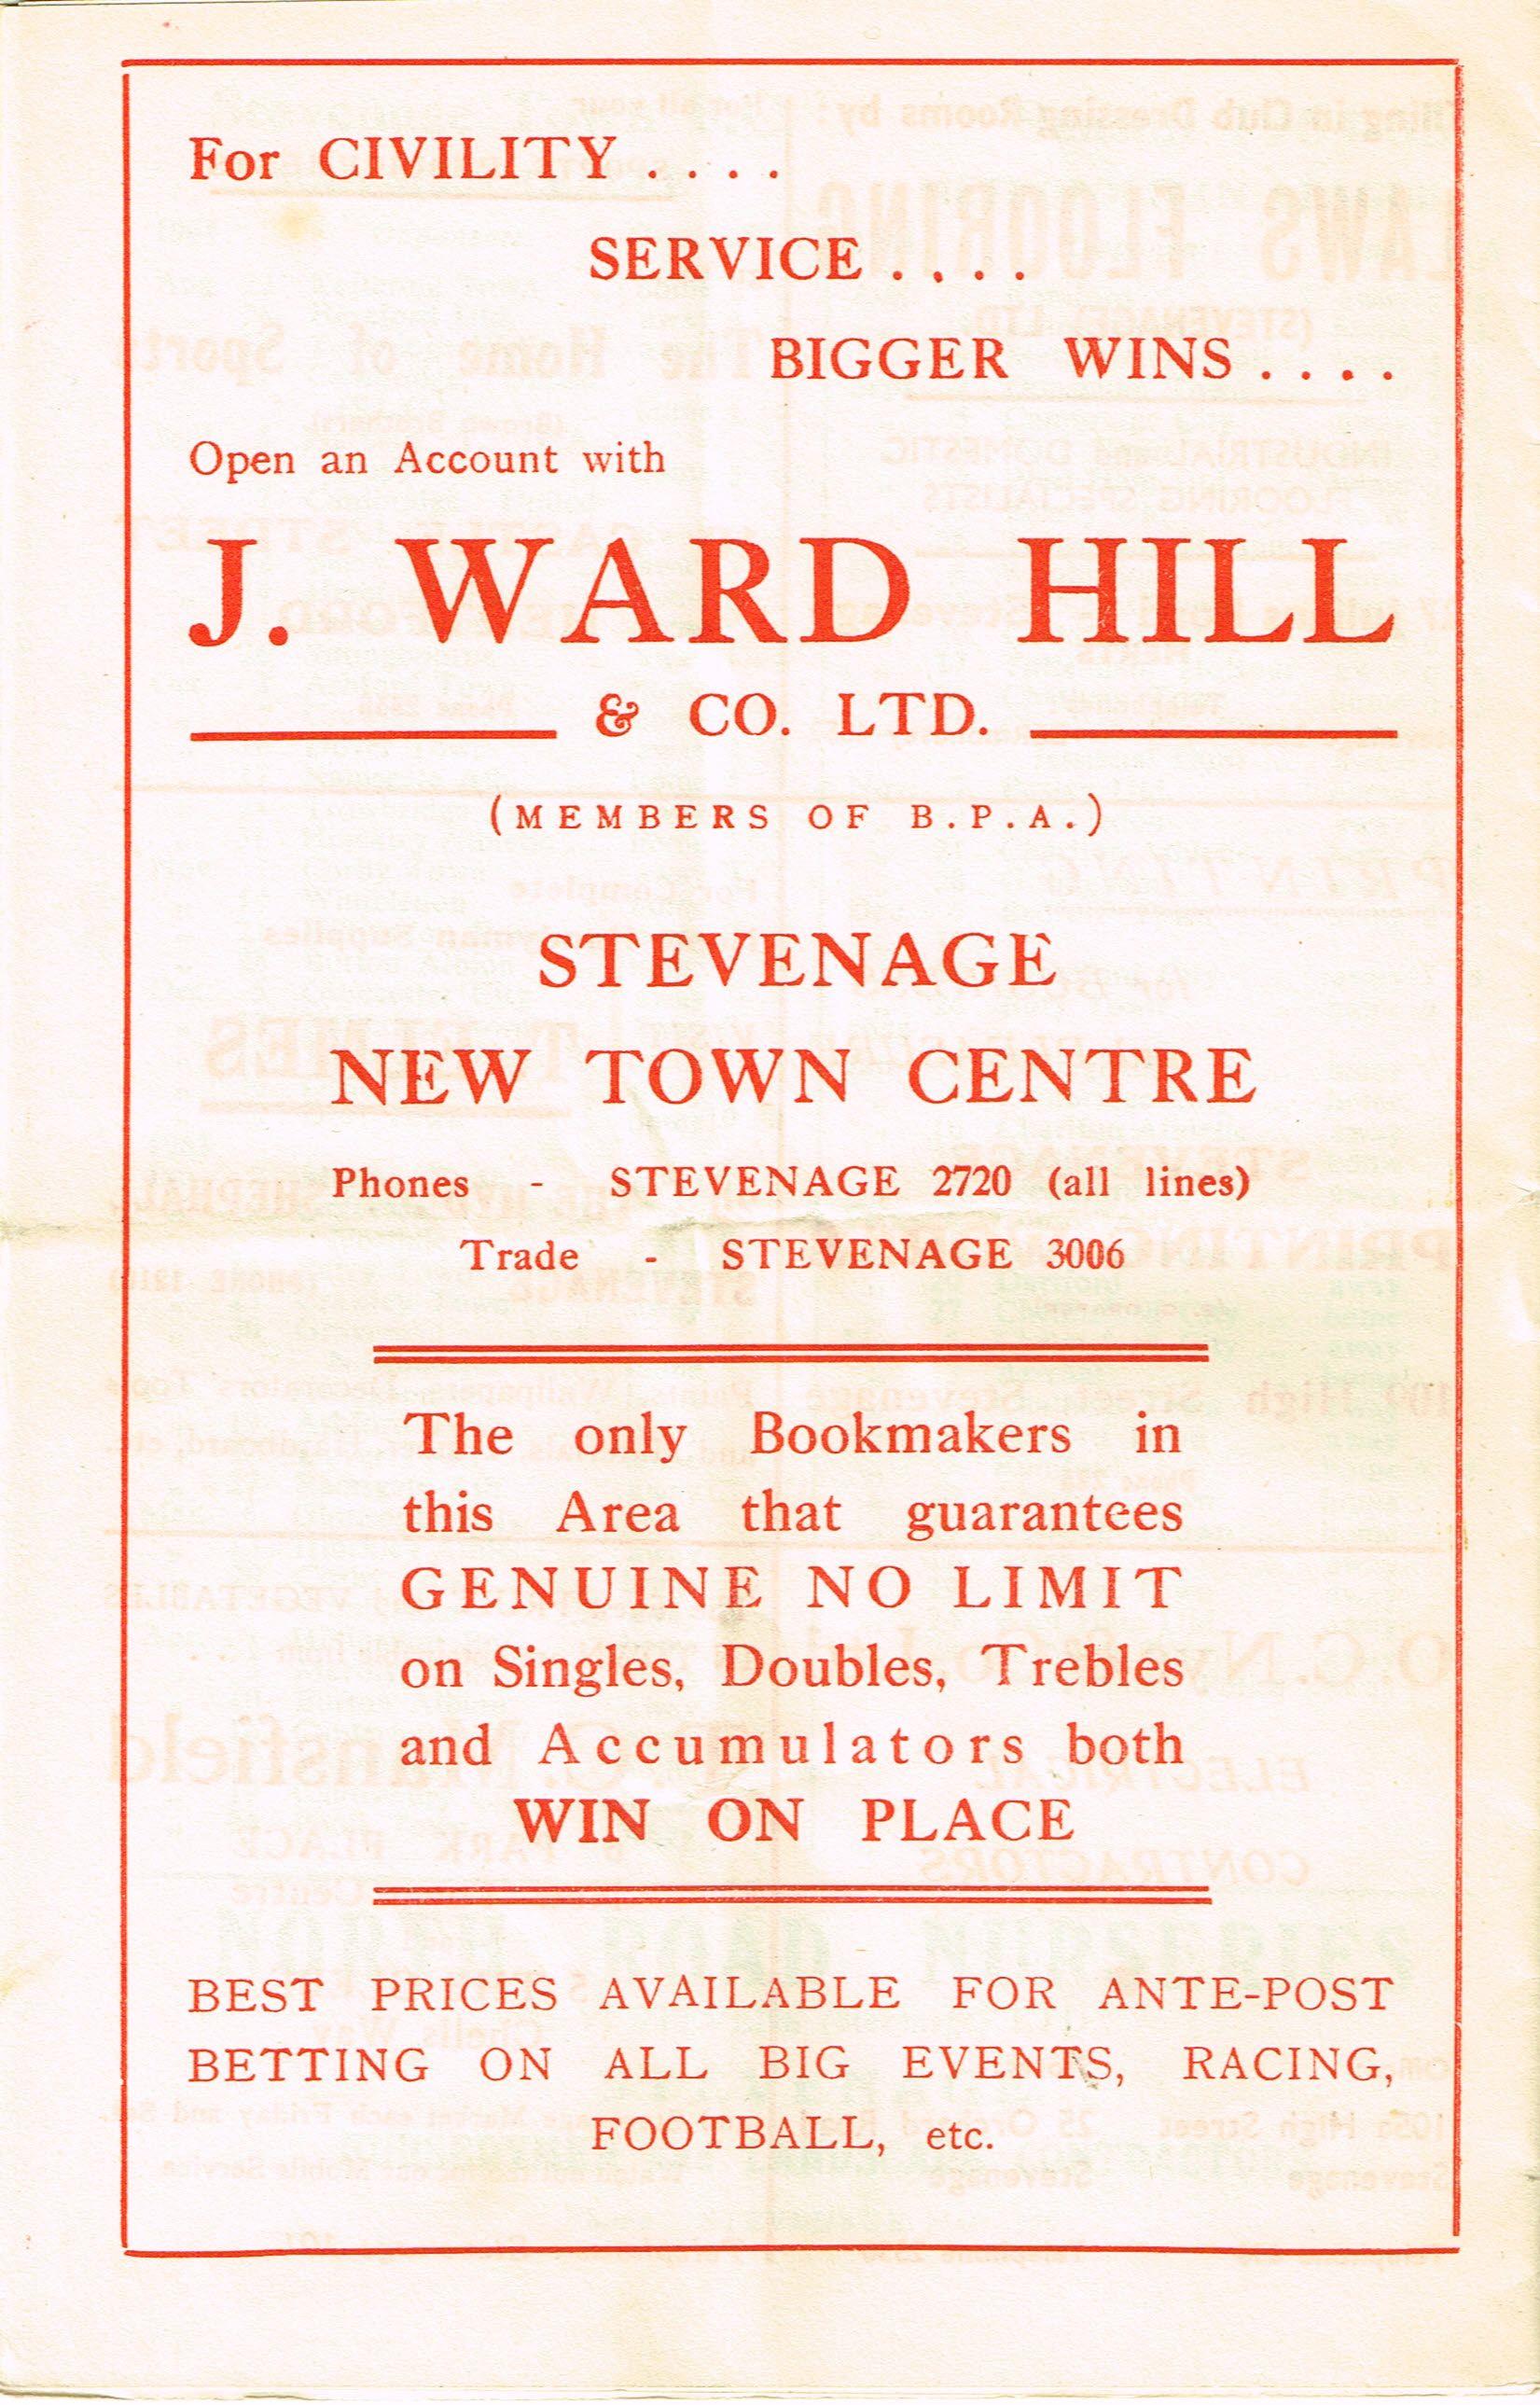 For CIVILITY . . . .
SERVICE . . . .
BIGGER WINS . . . .
Open an Account with
J. WARD HILL
& CO. LTD.
(MEMBERS OF B.P.A.)
STEVENAGE
NEW TOWN CENTRE
Phones - STEVENAGE 2720 (all lines)
Trade - STEVENAGE 3006
The only Bookmakers in
this Area that guarantees
GENUINE NO LIMIT
on Singles, Doubles, Trebles
and Accumulators both
WIN ON PLACE
BEST PRICES AVAILABLE FOR ANTE-POST
BETTING ON ALL BIG EVENTS, RACING,
FOOTBALL, etc.